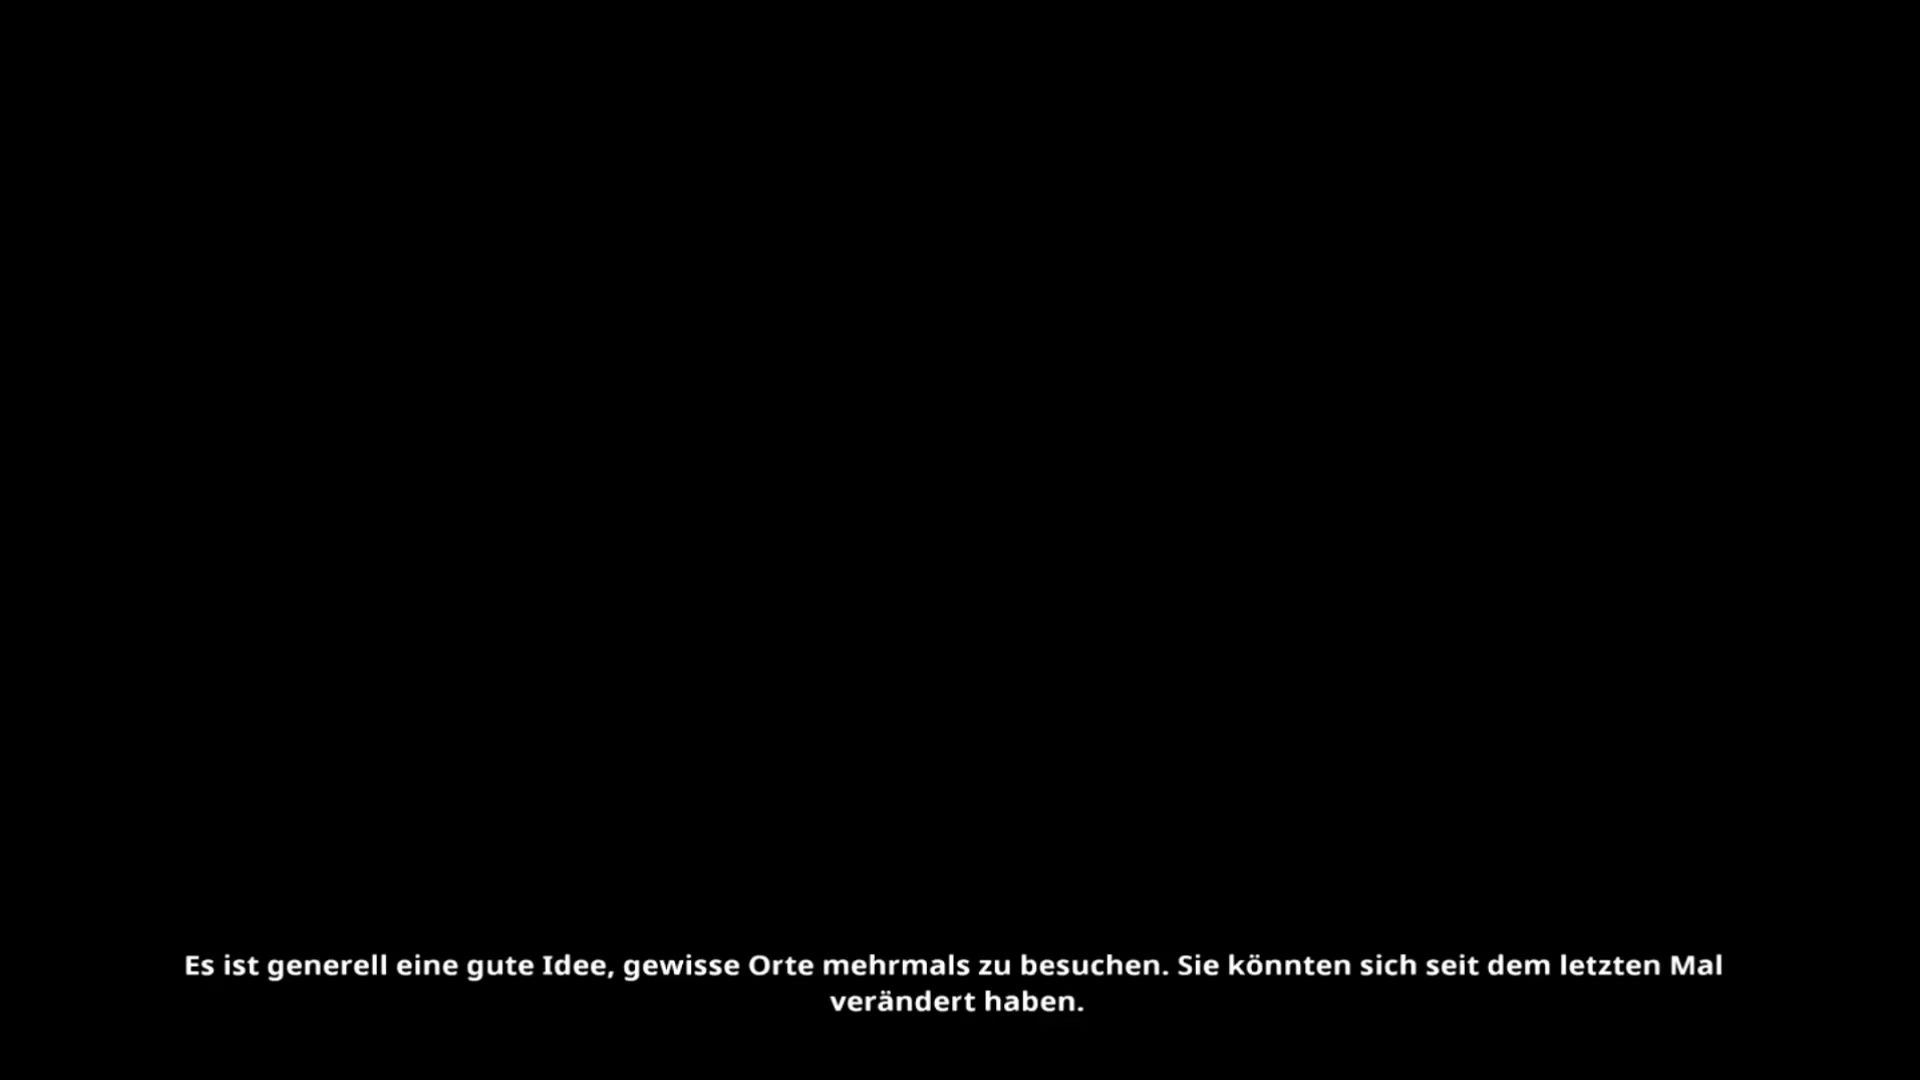 Es ist generell eine gute Idee, gewisse Orte mehrmals zu besuchen. Sie könnten sich seit dem letzten Mal
verändert haben.